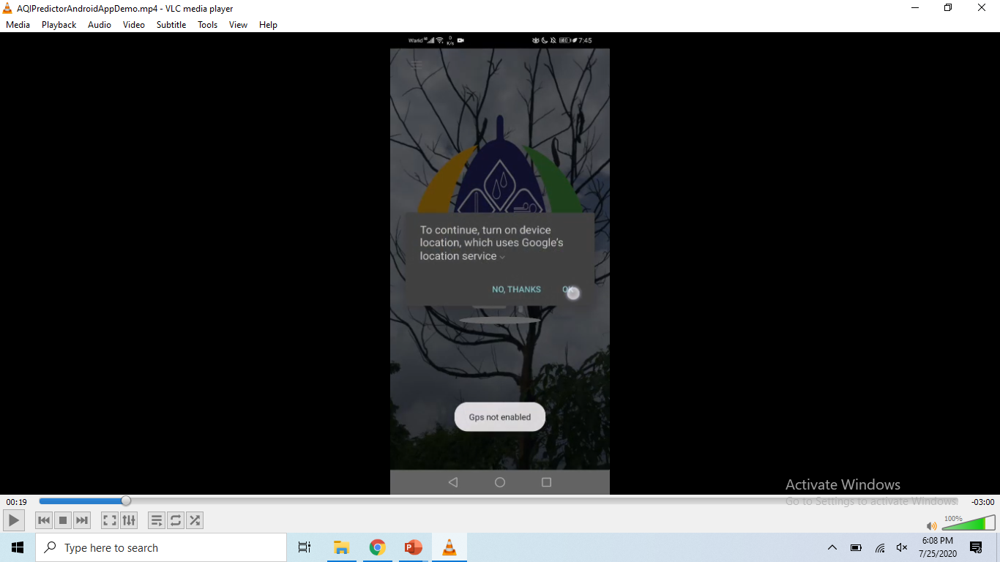 AQIPredictorAndroidAppDemo.mp4 - VLC media player
Media Playback Audio Video Subtitle Tools View Help
Warid 0 K/s 7:45
To continue, turn on device
location, which uses Google's
location service
NO, THANKS OK
Gps not enabled
Activate Windows
Go to Settings to activate Windows.
00:19 -03:00
100%
Type here to search
6:08 PM
7/25/2020